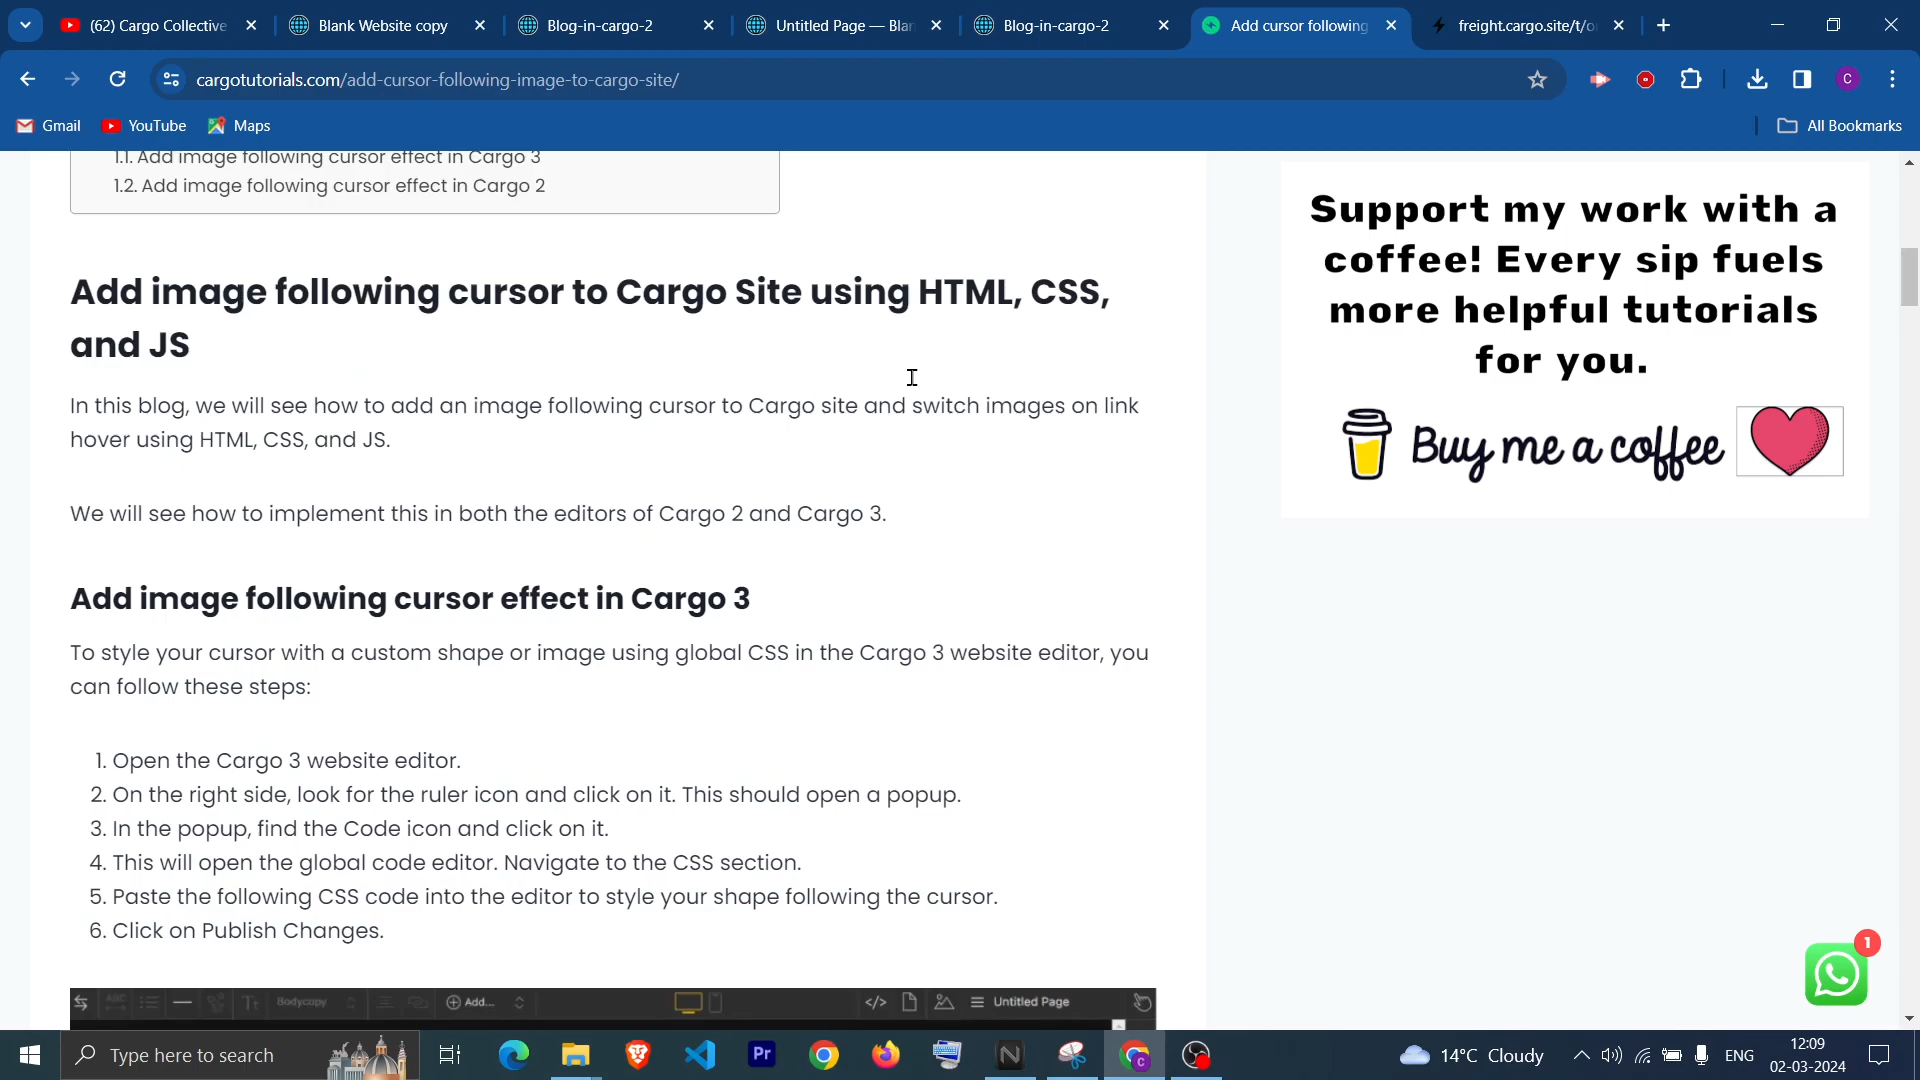 (62) Cargo Collective
Blank Website copy
Blog-in-cargo-2
Untitled Page — Blan
Blog-in-cargo-2
Add cursor following
freight.cargo.site/t/o
cargotutorials.com/add-cursor-following-image-to-cargo-site/
C
Gmail
YouTube
Maps
All Bookmarks
1.1. Add image following cursor effect in Cargo 3
1.2. Add image following cursor effect in Cargo 2
Add image following cursor to Cargo Site using HTML, CSS,
and JS
In this blog, we will see how to add an image following cursor to Cargo site and switch images on link
hover using HTML, CSS, and JS.
We will see how to implement this in both the editors of Cargo 2 and Cargo 3.
Add image following cursor effect in Cargo 3
To style your cursor with a custom shape or image using global CSS in the Cargo 3 website editor, you
can follow these steps:
1. Open the Cargo 3 website editor.
2. On the right side, look for the ruler icon and click on it. This should open a popup.
3. In the popup, find the Code icon and click on it.
4. This will open the global code editor. Navigate to the CSS section.
5. Paste the following CSS code into the editor to style your shape following the cursor.
6. Click on Publish Changes.
ABC
Tt
Bodycopy
Add...
</>
Untitled Page
Support my work with a
coffee! Every sip fuels
more helpful tutorials
for you.
Buy me a coffee
1
Type here to search
Pr
N
C
14°C Cloudy
ENG
12:09
02-03-2024